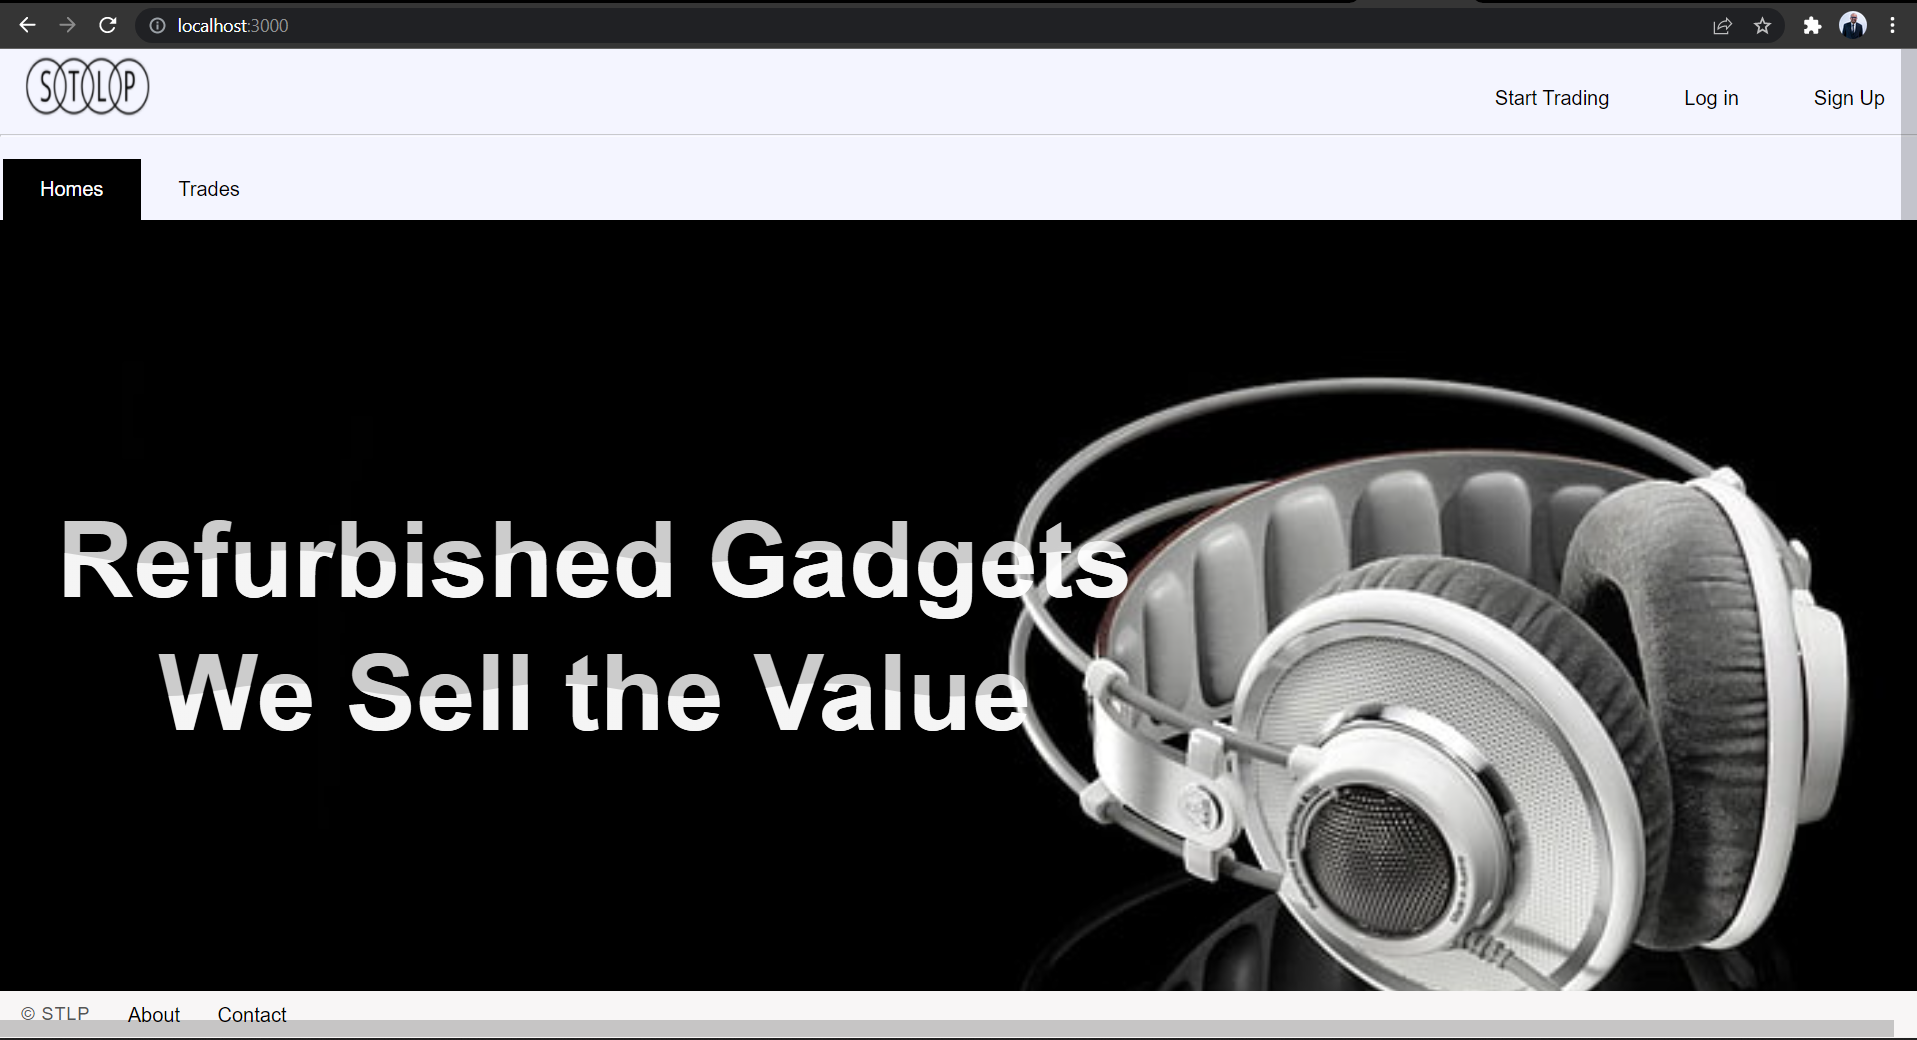 localhost:3000
STLP
Start Trading Log in Sign Up
Homes Trades
Refurbished Gadgets
We Sell the Value
© STLP About Contact